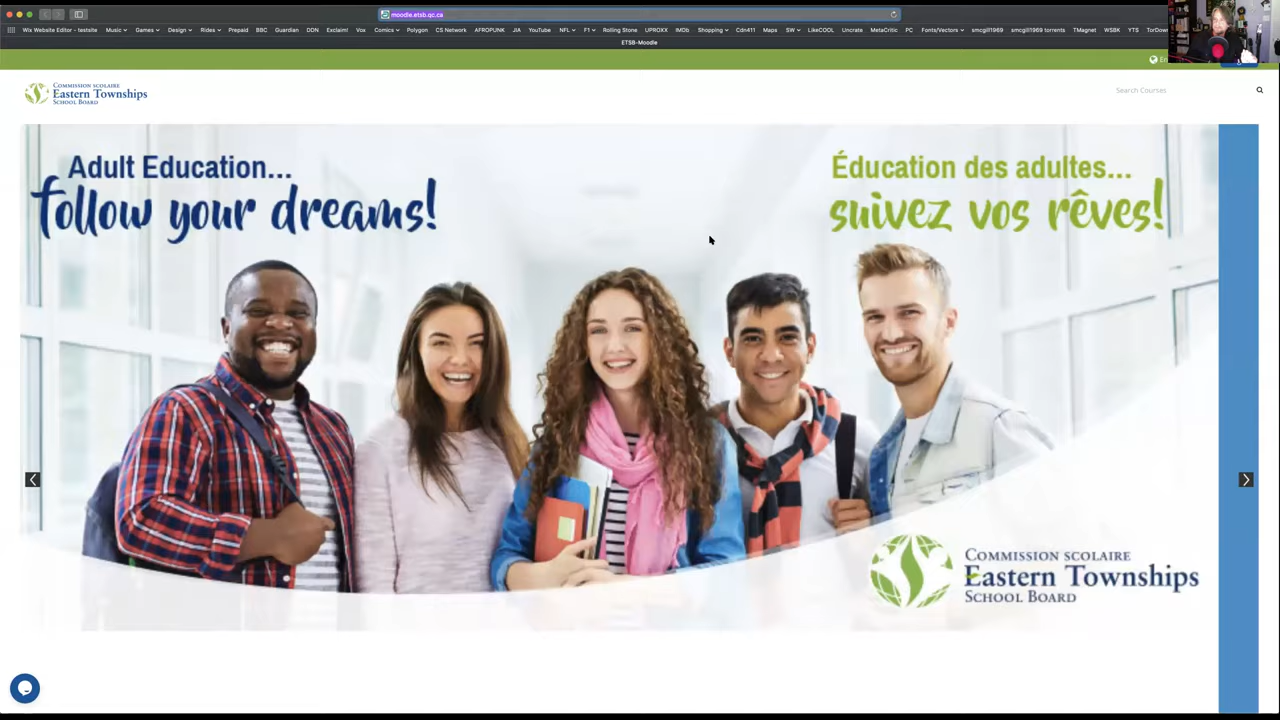 moodle.etsb.qc.ca
Wix Website Editor - testsite Music Games Design Rides Prepaid BBC Guardian DDN Exclaim! Vox Comics Polygon CS Network AFROPUNK JIA YouTube NFL F1 Rolling Stone UPROXX IMDb Shopping Cdn411 Maps SW LikeCOOL Uncrate MetaCritic PC Fonts/Vectors smcgill1969 smcgill1969 torrents TMagnet WSBK YTS
ETSB-Moodle
Commission scolaire
Eastern Townships
School Board
Search Courses
Adult Education...
follow your dreams!
Éducation des adultes...
suivez vos rêves!
Commission scolaire
Eastern Townships
School Board